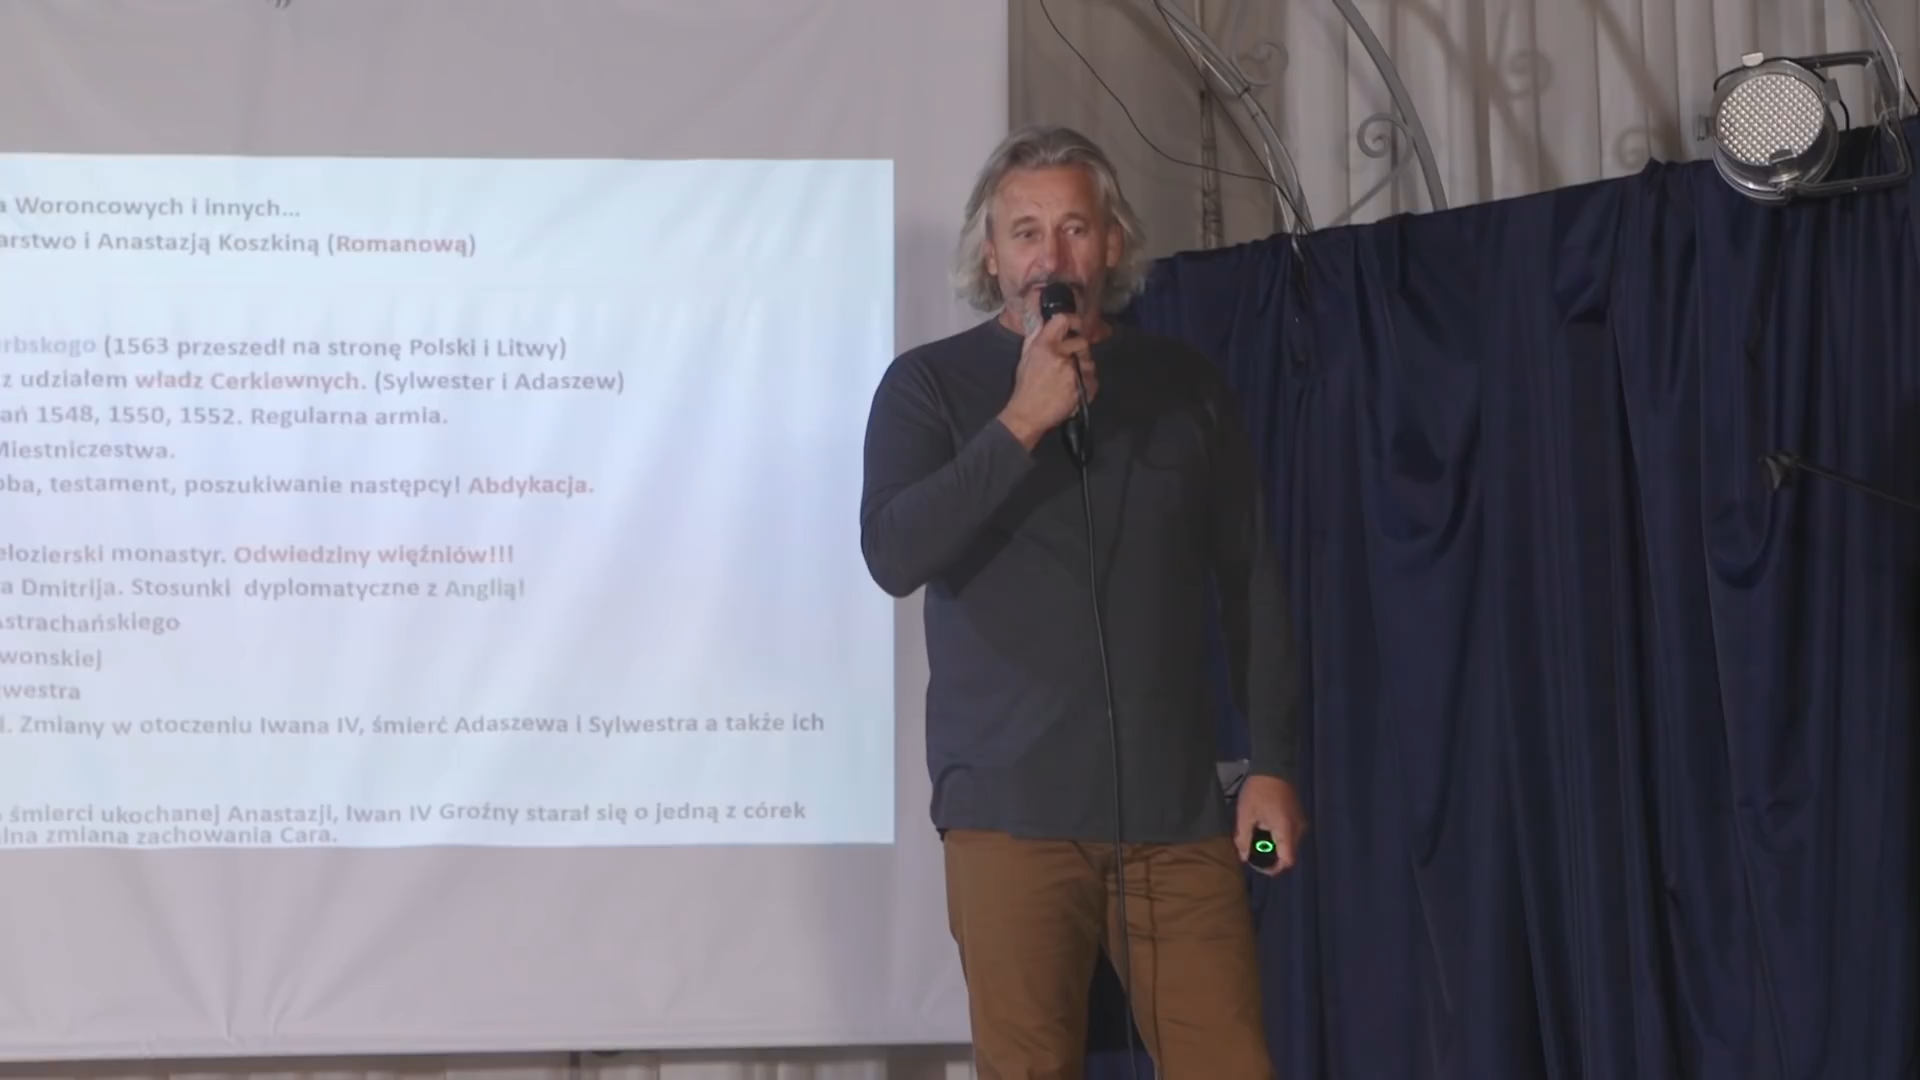 a Woroncowych i innych...
arstwo i Anastazją Koszkiną (Romanową)
rbskogo (1563 przeszedł na stronę Polski i Litwy)
z udziałem władz Cerkiewnych. (Sylwester i Adaszew)
ań 1548, 1550, 1552. Regularna armia.
Miestniczestwa.
oba, testament, poszukiwanie następcy! Abdykacja.
elozierski monastyr. Odwiedziny więźniów!!!
a Dmitrija. Stosunki dyplomatyczne z Anglią!
Astrachańskiego
wonskiej
westra
l. Zmiany w otoczeniu Iwana IV, śmierć Adaszewa i Sylwestra a także ich
śmierci ukochanej Anastazji, Iwan IV Groźny starał się o jedną z córek
alna zmiana zachowania Cara.